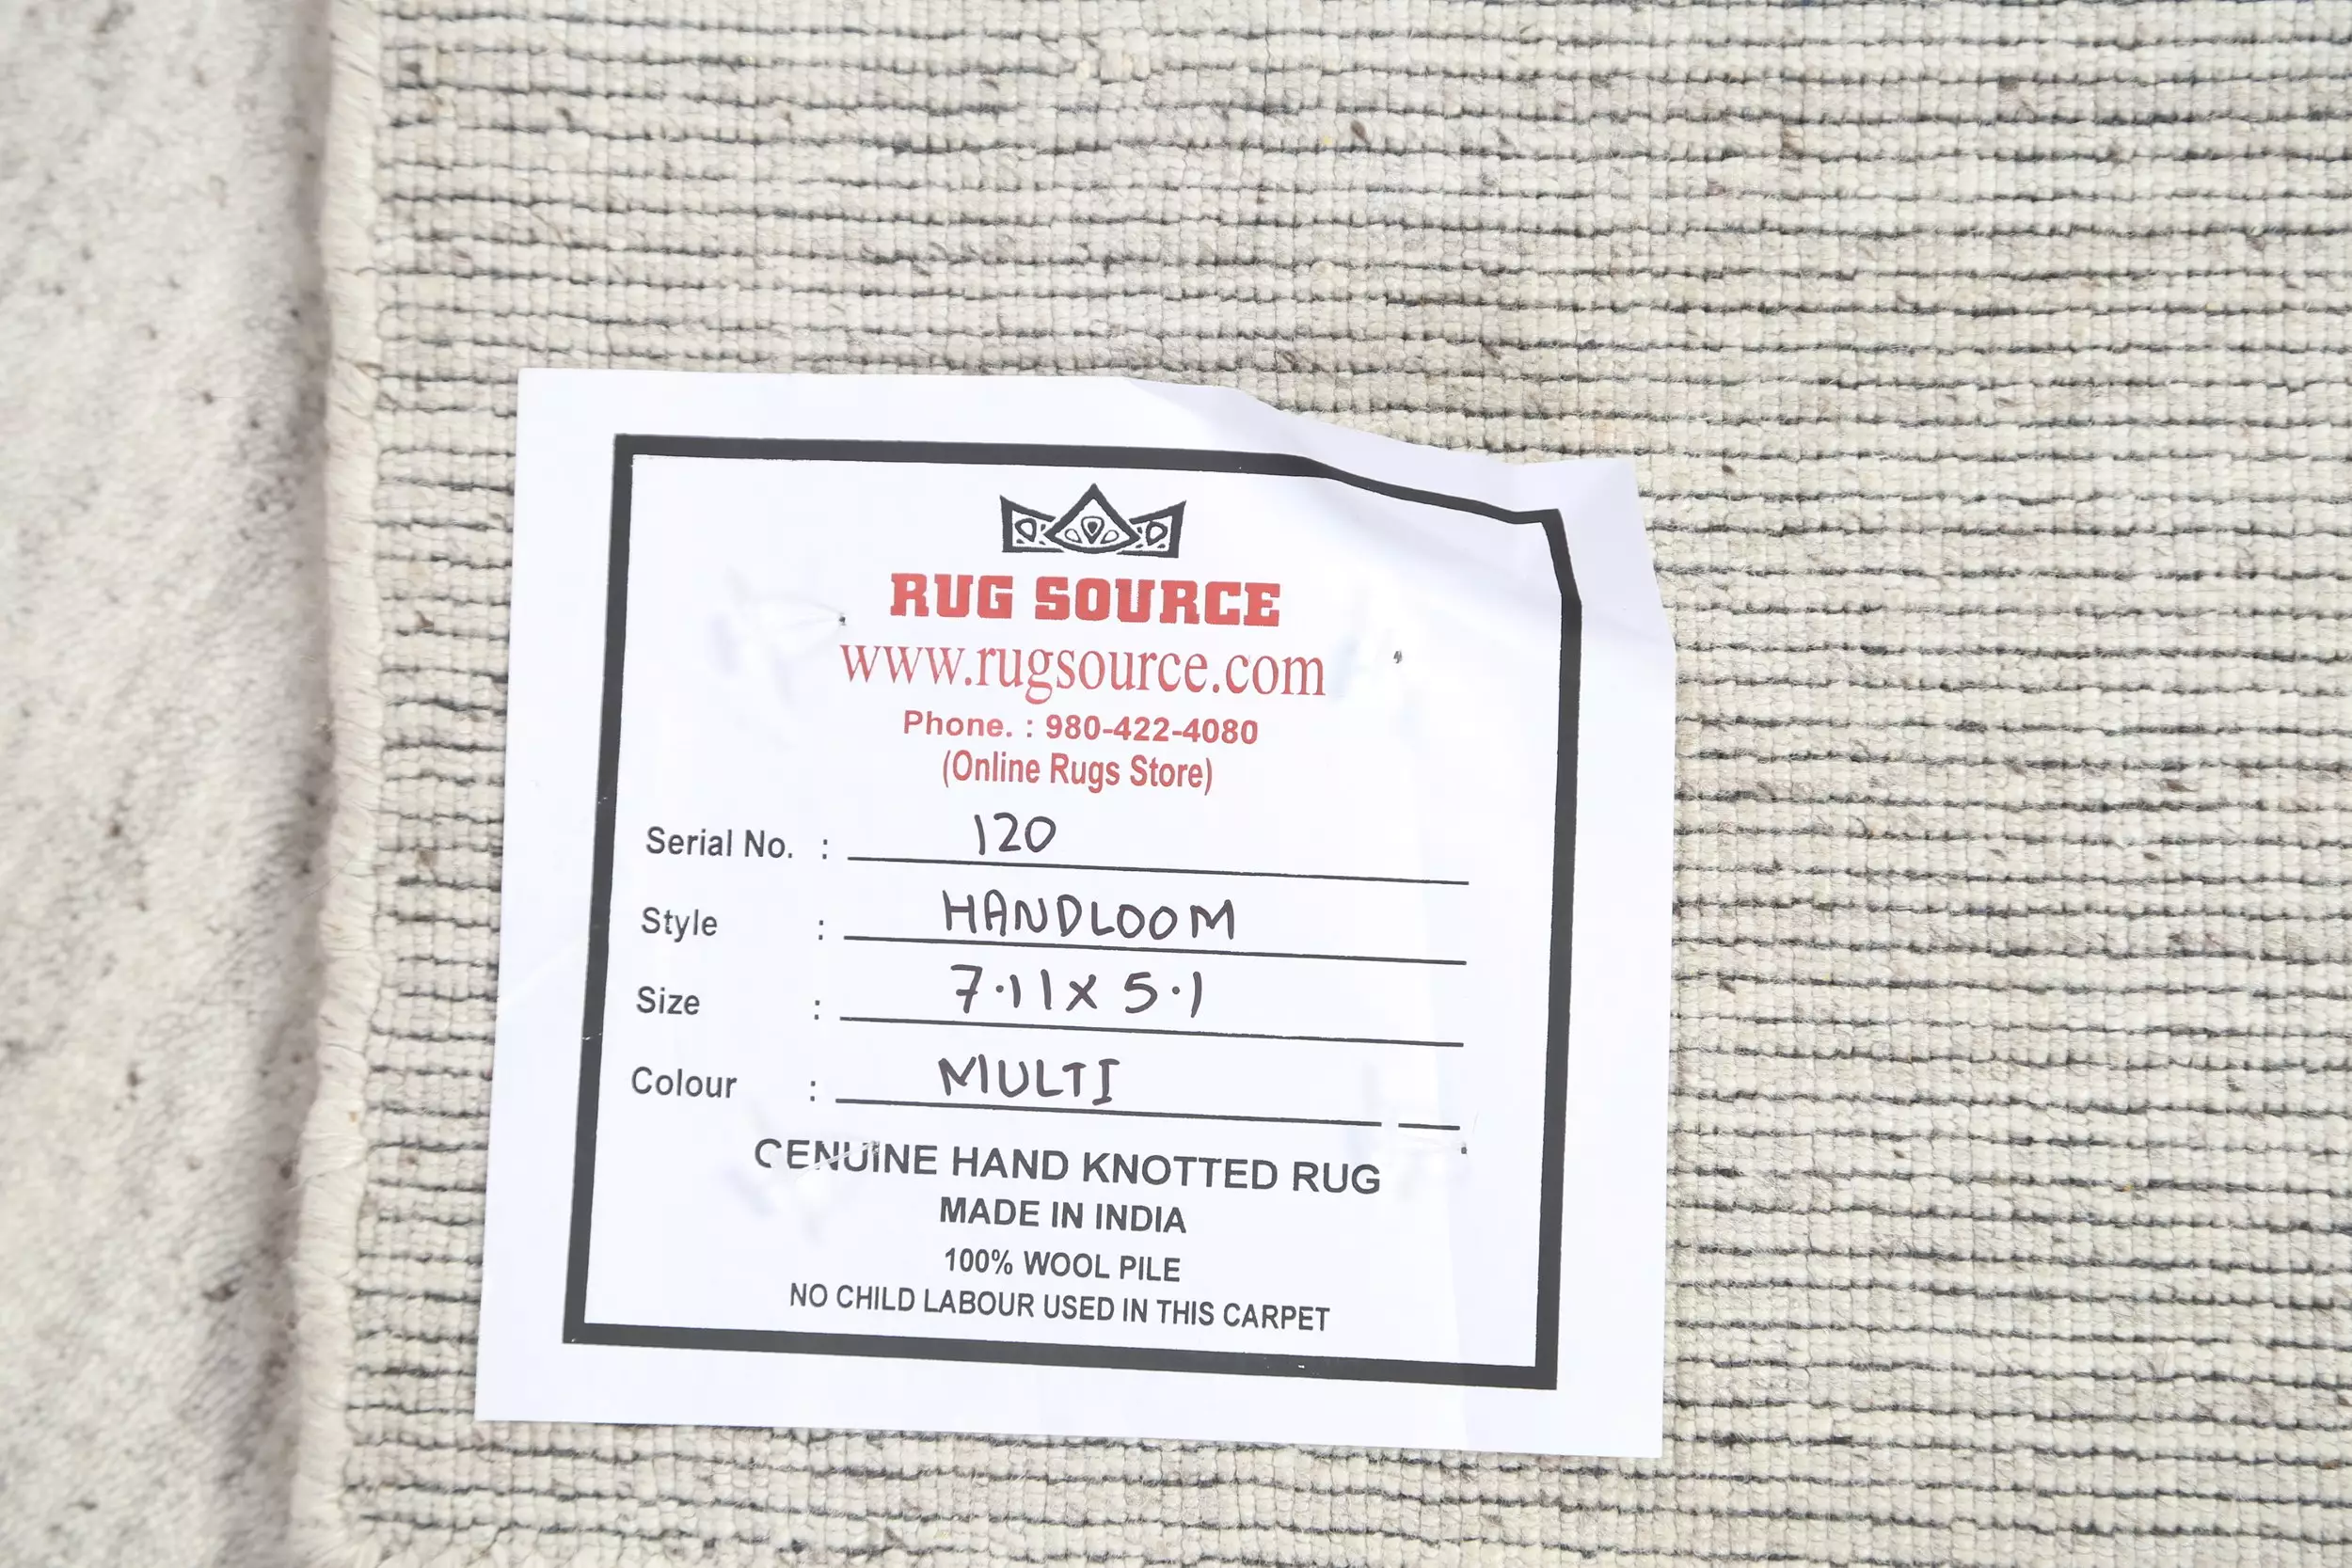 RUG SOURCE
www.rugsource.com
Phone. : 980-422-4080
(Online Rugs Store)
Serial No. : 120
Style : HANDLOOM
Size : 7·11 x 5·1
Colour : MULTI
GENUINE HAND KNOTTED RUG
MADE IN INDIA
100% WOOL PILE
NO CHILD LABOUR USED IN THIS CARPET